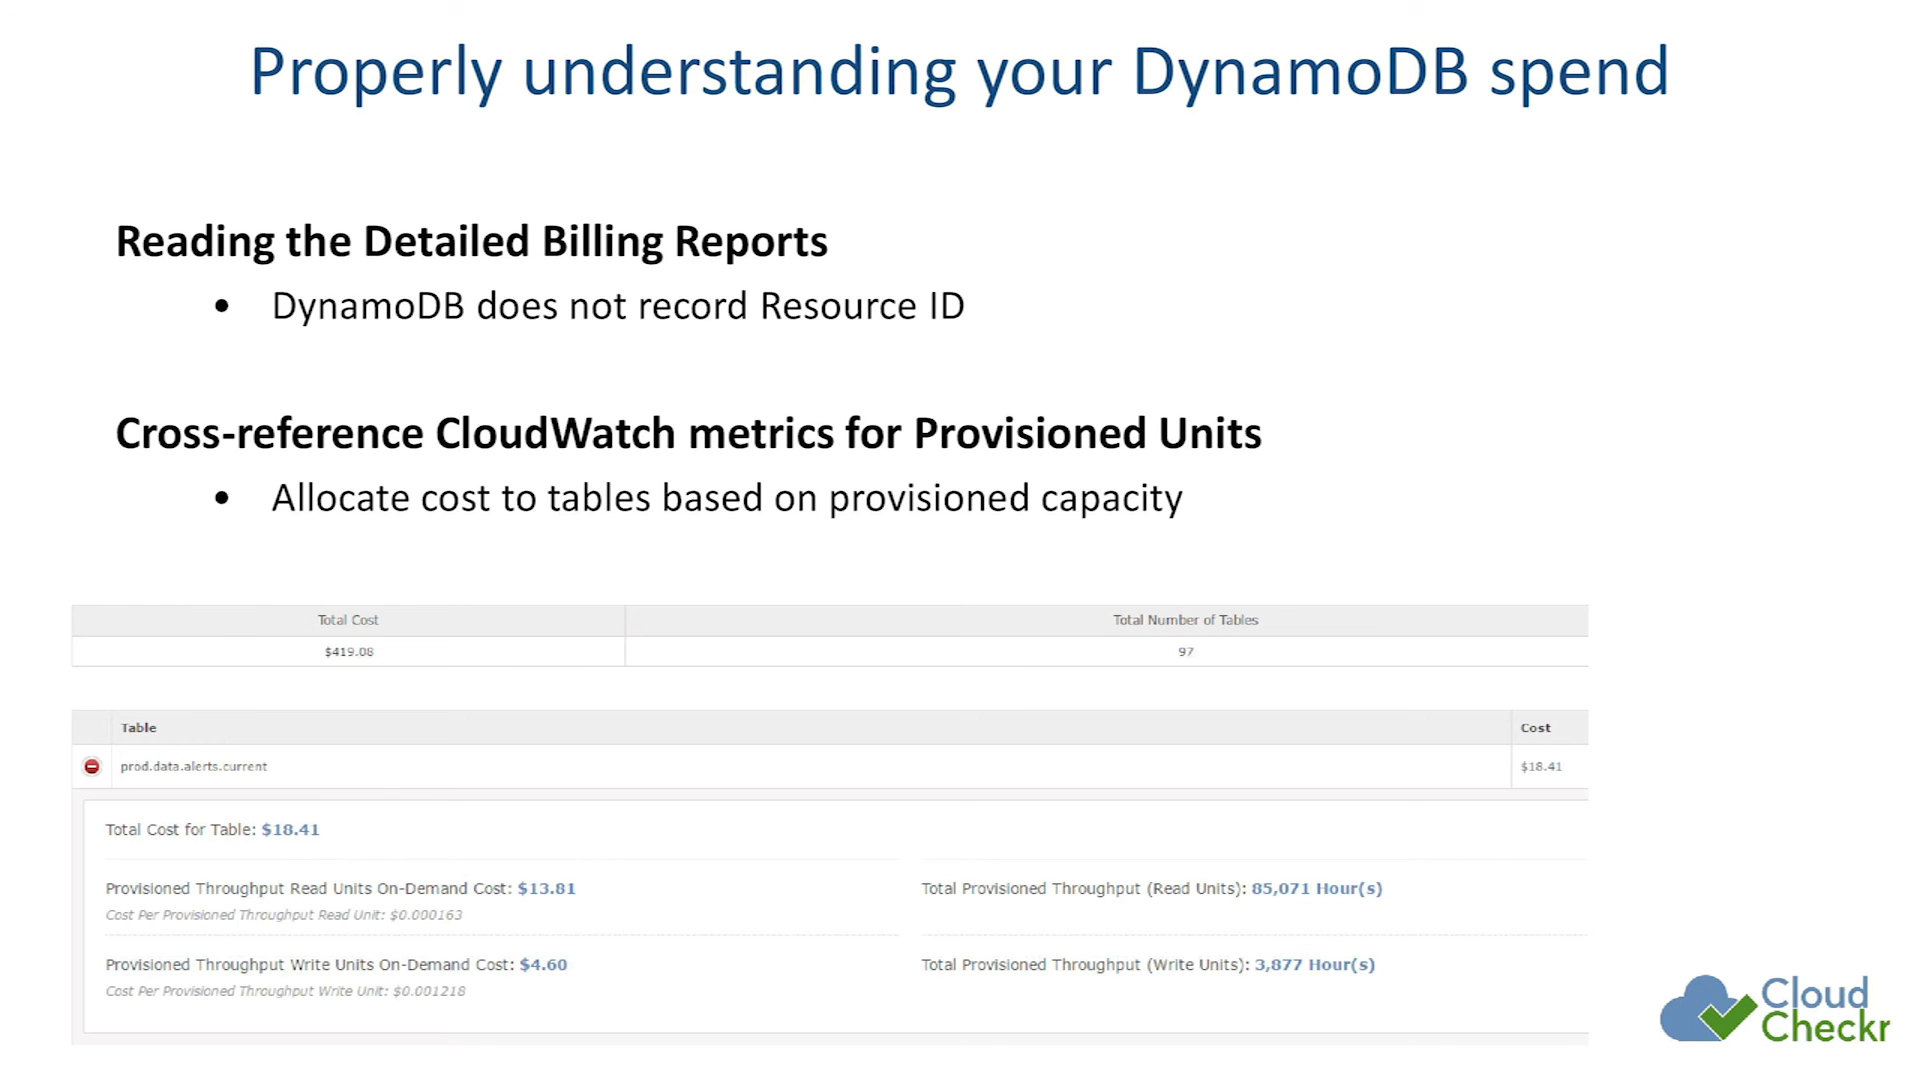 Properly understanding your DynamoDB spend
Reading the Detailed Billing Reports
• DynamoDB does not record Resource ID
Cross-reference CloudWatch metrics for Provisioned Units
• Allocate cost to tables based on provisioned capacity
Total Cost Total Number of Tables
$419.08 97
Table Cost
prod.data.alerts.current $18.41
Total Cost for Table: $18.41
Provisioned Throughput Read Units On-Demand Cost: $13.81 Total Provisioned Throughput (Read Units): 85,071 Hour(s)
Cost Per Provisioned Throughput Read Unit: $0.000163
Provisioned Throughput Write Units On-Demand Cost: $4.60 Total Provisioned Throughput (Write Units): 3,877 Hour(s)
Cost Per Provisioned Throughput Write Unit: $0.001218
Cloud
Checkr